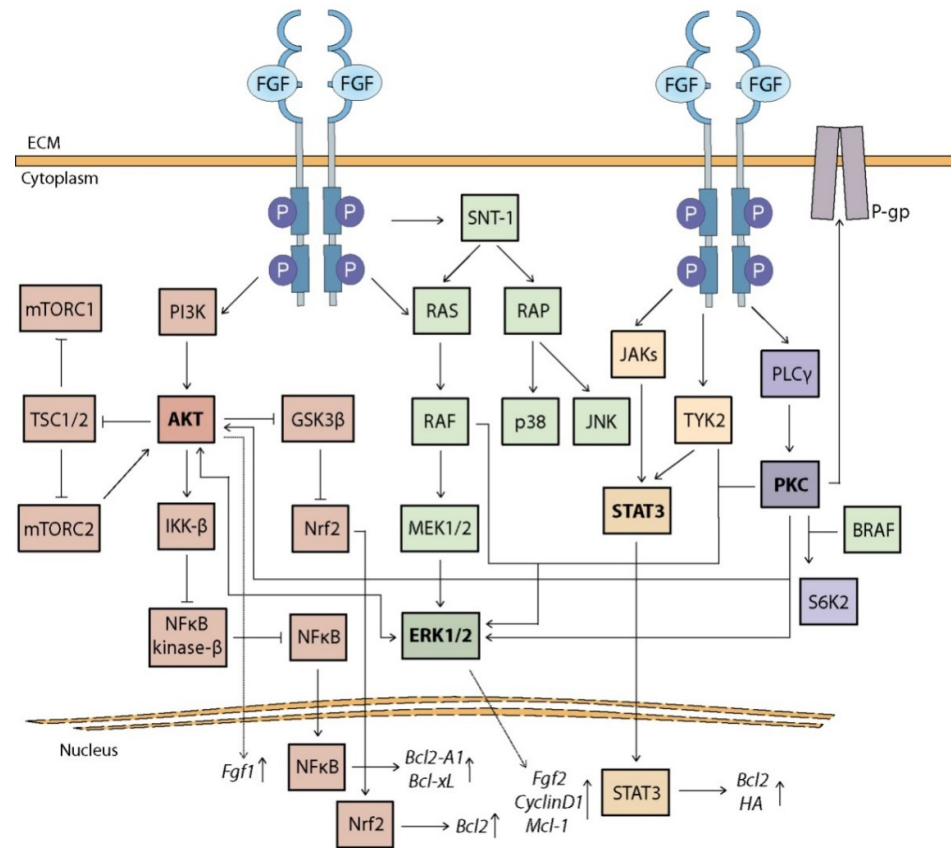 FGF
FGF
FGF
FGF
ECM
Cytoplasm
P-gp
P
P
P
P
SNT-1
P
P
P
P
mTORC1
PI3K
RAS
RAP
JAKs
PLCγ
TSC1/2
AKT
GSK3β
RAF
p38
JNK
TYK2
PKC
mTORC2
IKK-β
Nrf2
MEK1/2
STAT3
BRAF
S6K2
NFκB
kinase-β
NFκB
ERK1/2
Nucleus
Fgf1↑
NFκB
Bcl2-A1
Bcl-xL ↑
Fgf2
CyclinD1
Mcl-1 ↑
STAT3
Bcl2
HA ↑
Nrf2
Bcl2↑